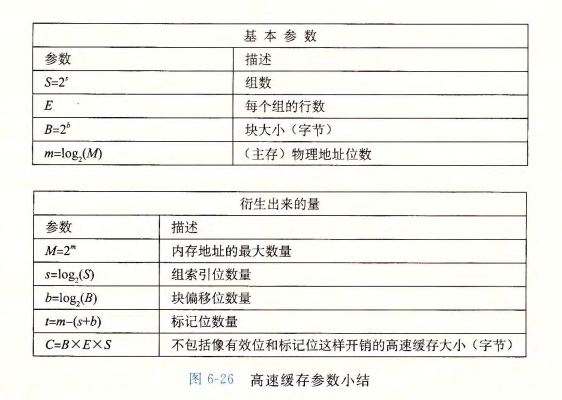 基本参数
参数 描述
S=2^s 组数
E 每个组的行数
B=2^b 块大小（字节）
m=log₂(M) （主存）物理地址位数
衍生出来的量
参数 描述
M=2^m 内存地址的最大数量
s=log₂(S) 组索引位数量
b=log₂(B) 块偏移位数量
t=m−(s+b) 标记位数量
C=B×E×S 不包括像有效位和标记位这样开销的高速缓存大小（字节）
图 6-26 高速缓存参数小结